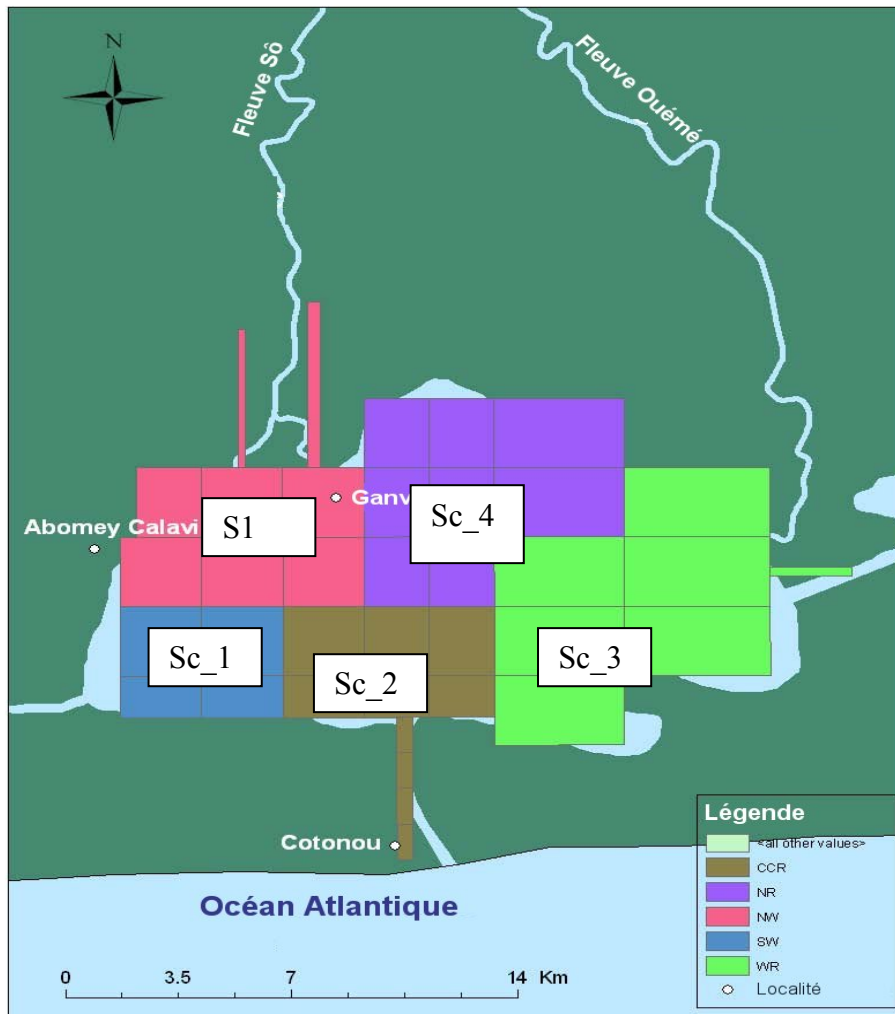 N
Fleuve Sô
Fleuve Ouémé
Ganv
S1
Sc_4
Abomey Calavi
Sc_1
Sc_2
Sc_3
Cotonou
Océan Atlantique
0 3.5 7 14 Km
Légende
<all other values>
CCR
NR
NW
SW
WR
Localité